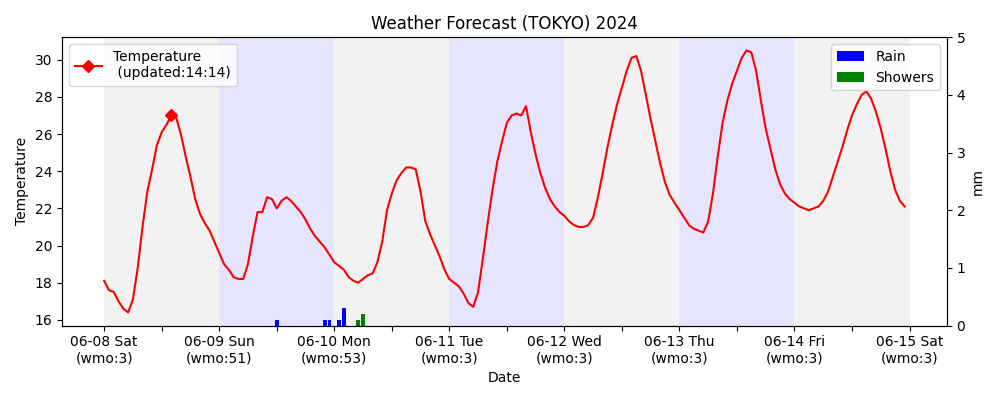 Weather Forecast (TOKYO) 2024
Temperature
(updated:14:14)
Rain
Showers
Temperature
30
28
26
24
22
20
18
16
5
4
3
2
1
0
mm
06-08 Sat
(wmo:3)
06-09 Sun
(wmo:51)
06-10 Mon
(wmo:53)
06-11 Tue
(wmo:3)
06-12 Wed
(wmo:3)
06-13 Thu
(wmo:3)
06-14 Fri
(wmo:3)
06-15 Sat
(wmo:3)
Date